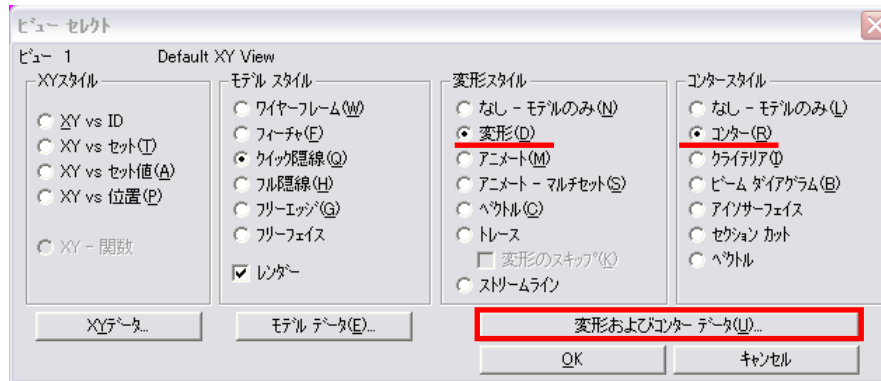 ビュー セレクト
ビュー 1 Default XY View
XYスタイル
XY vs ID
XY vs セット(T)
XY vs セット値(A)
XY vs 位置(P)
XY - 関数
XYデータ...
モデル スタイル
ワイヤーフレーム(W)
フィーチャ(F)
クイック隠線(Q)
フル隠線(H)
フリーエッジ(G)
フリーフェイス
レンダー
モデル データ(E)...
変形スタイル
なし - モデルのみ(N)
変形(D)
アニメート(M)
アニメート - マルチセット(S)
ベクトル(C)
トレース
変形のスキップ(K)
ストリームライン
コンタースタイル
なし - モデルのみ(L)
コンター(R)
クライテリア(I)
ビーム ダイアグラム(B)
アイソサーフェイス
セクション カット
ベクトル
変形およびコンター データ(U)...
OK
キャンセル